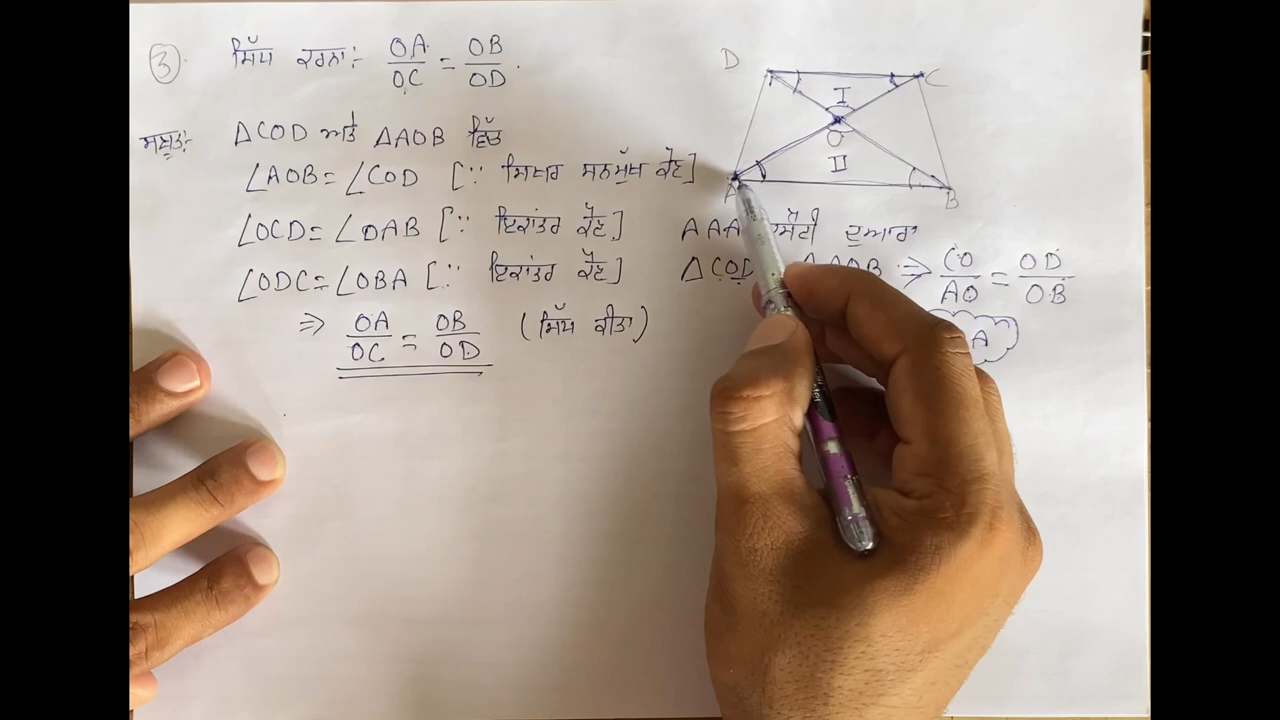 3 ਸਿੱਧ ਕਰਨਾ:- OA/OC = OB/OD.
ਸਬੂਤ:- ΔCOD ਅਤੇ ΔAOB ਵਿੱਚ
∠AOB = ∠COD [∵ ਸਿਖਰ ਸਨਮੁੱਖ ਕੋਣ]
∠OCD = ∠OAB [∵ ਇਕਾਂਤਰ ਕੋਣ]
∠ODC = ∠OBA [∵ ਇਕਾਂਤਰ ਕੋਣ]
⇒ OA/OC = OB/OD (ਸਿੱਧ ਕੀਤਾ)
D C
I
O
II
A B
AAA ਦੁਆਰਾ
ΔCOD AOB ⇒ CO/AO = OD/OB
A